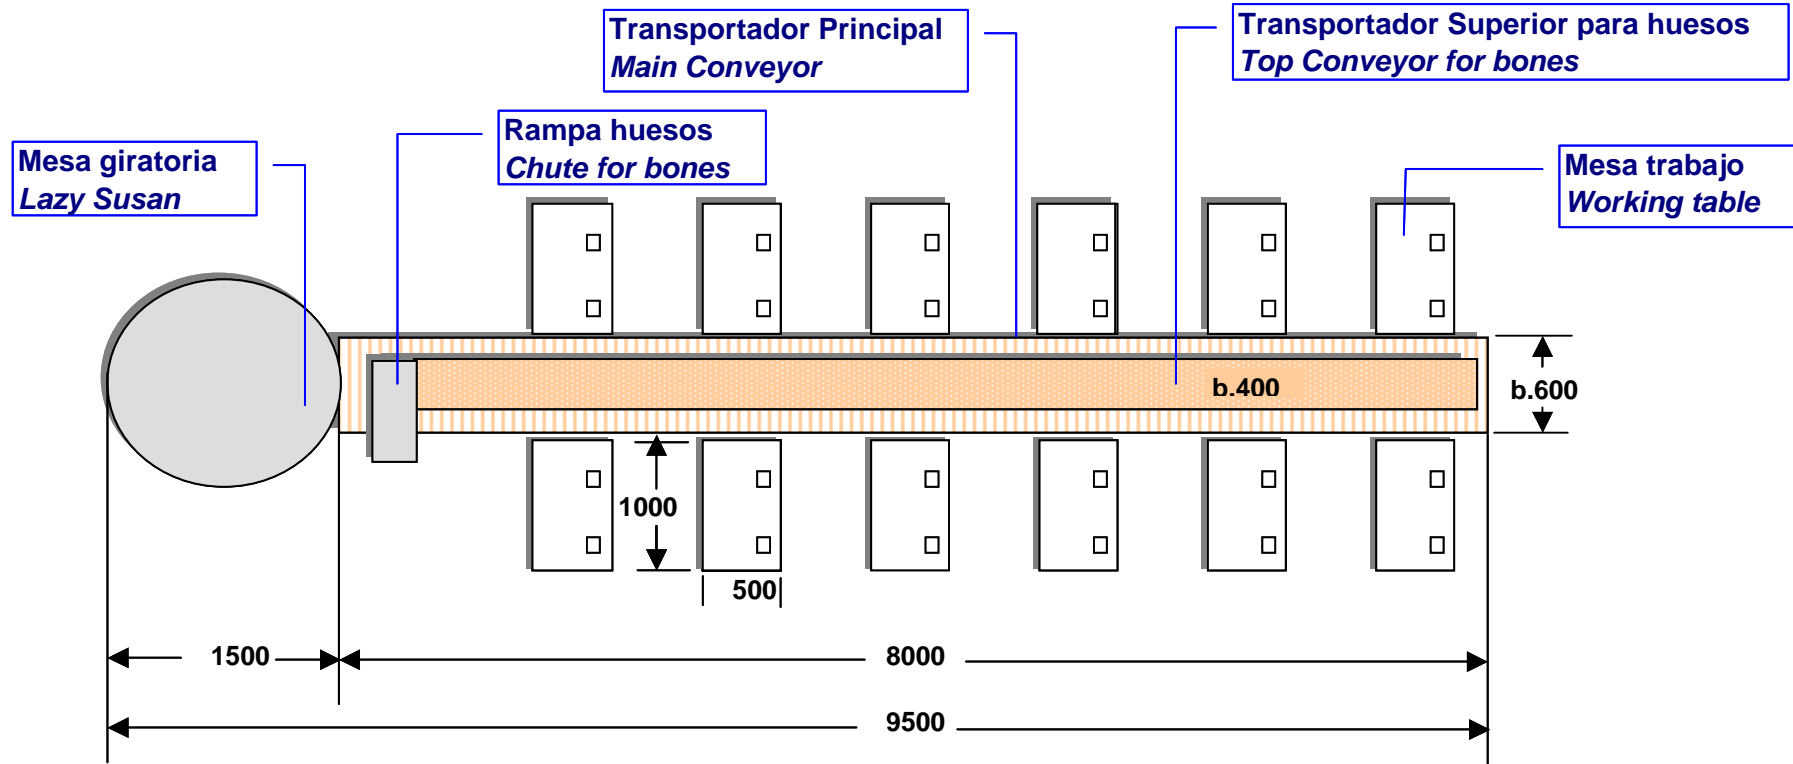 Transportador Principal
Main Conveyor
Transportador Superior para huesos
Top Conveyor for bones
Rampa huesos
Chute for bones
Mesa giratoria
Lazy Susan
Mesa trabajo
Working table
b.400
b.600
1000
500
1500
8000
9500